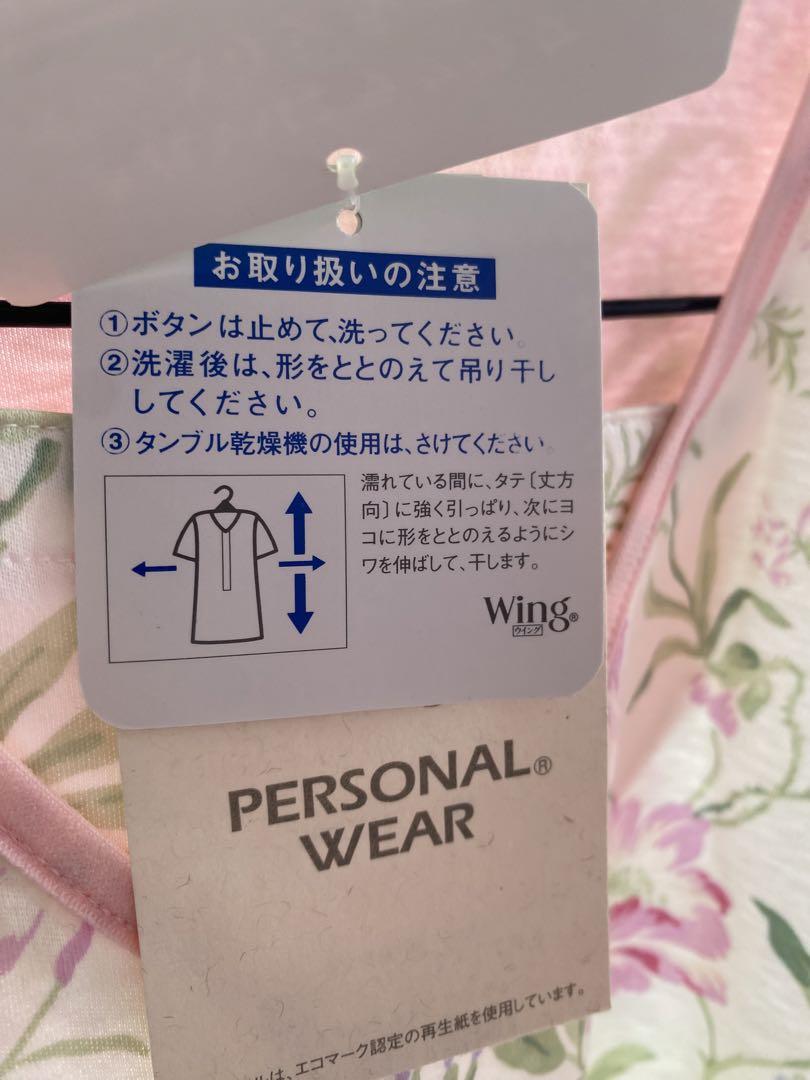 お取り扱いの注意
①ボタンは止めて、洗ってください。
②洗濯後は、形をととのえて吊り干し
してください。
③タンブル乾燥機の使用は、さけてください。
濡れている間に、タテ〔丈方
向〕に強く引っぱり、次にヨ
コに形をととのえるようにシ
ワを伸ばして、干します。
Wing®
ウイング
PERSONAL®
WEAR
ルは、エコマーク認定の再生紙を使用しています。